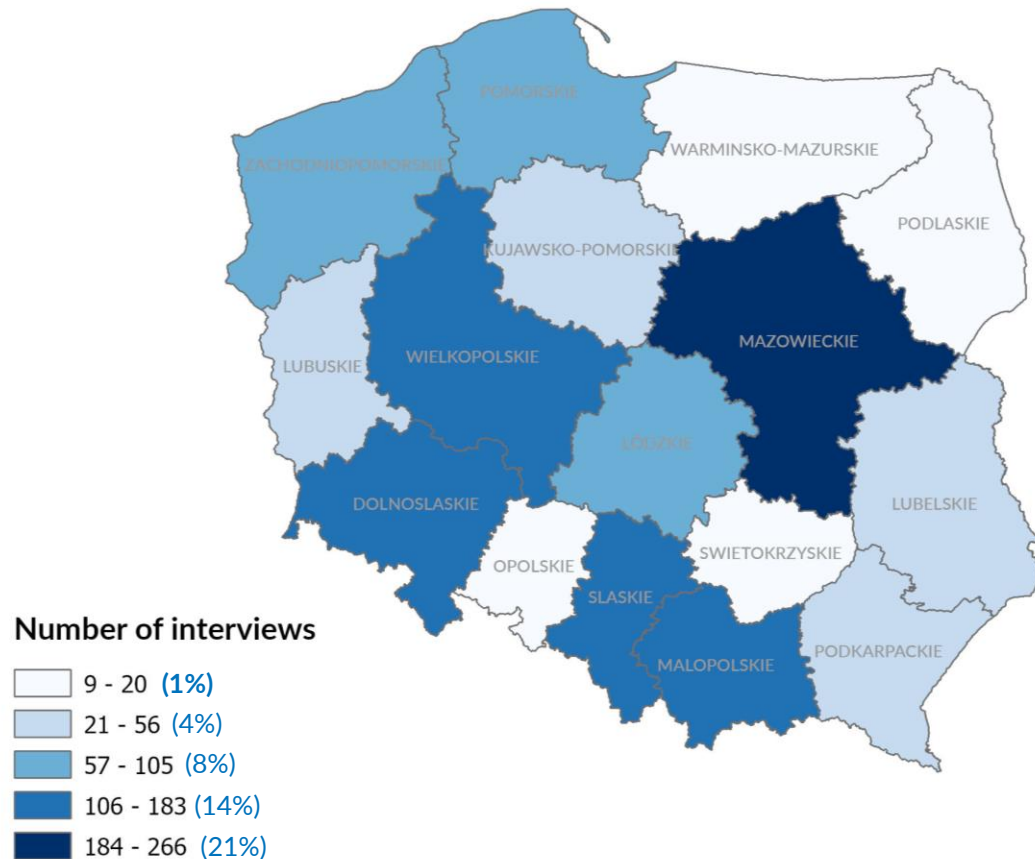 POMORSKIE
WARMINSKO-MAZURSKIE
ZACHODNIOPOMORSKIE
PODLASKIE
KUJAWSKO-POMORSKIE
MAZOWIECKIE
WIELKOPOLSKIE
LUBUSKIE
LODZKIE
DOLNOSLASKIE
LUBELSKIE
SWIETOKRZYSKIE
OPOLSKIE
SLASKIE
PODKARPACKIE
MALOPOLSKIE
Number of interviews
9 - 20 (1%)
21 - 56 (4%)
57 - 105 (8%)
106 - 183 (14%)
184 - 266 (21%)